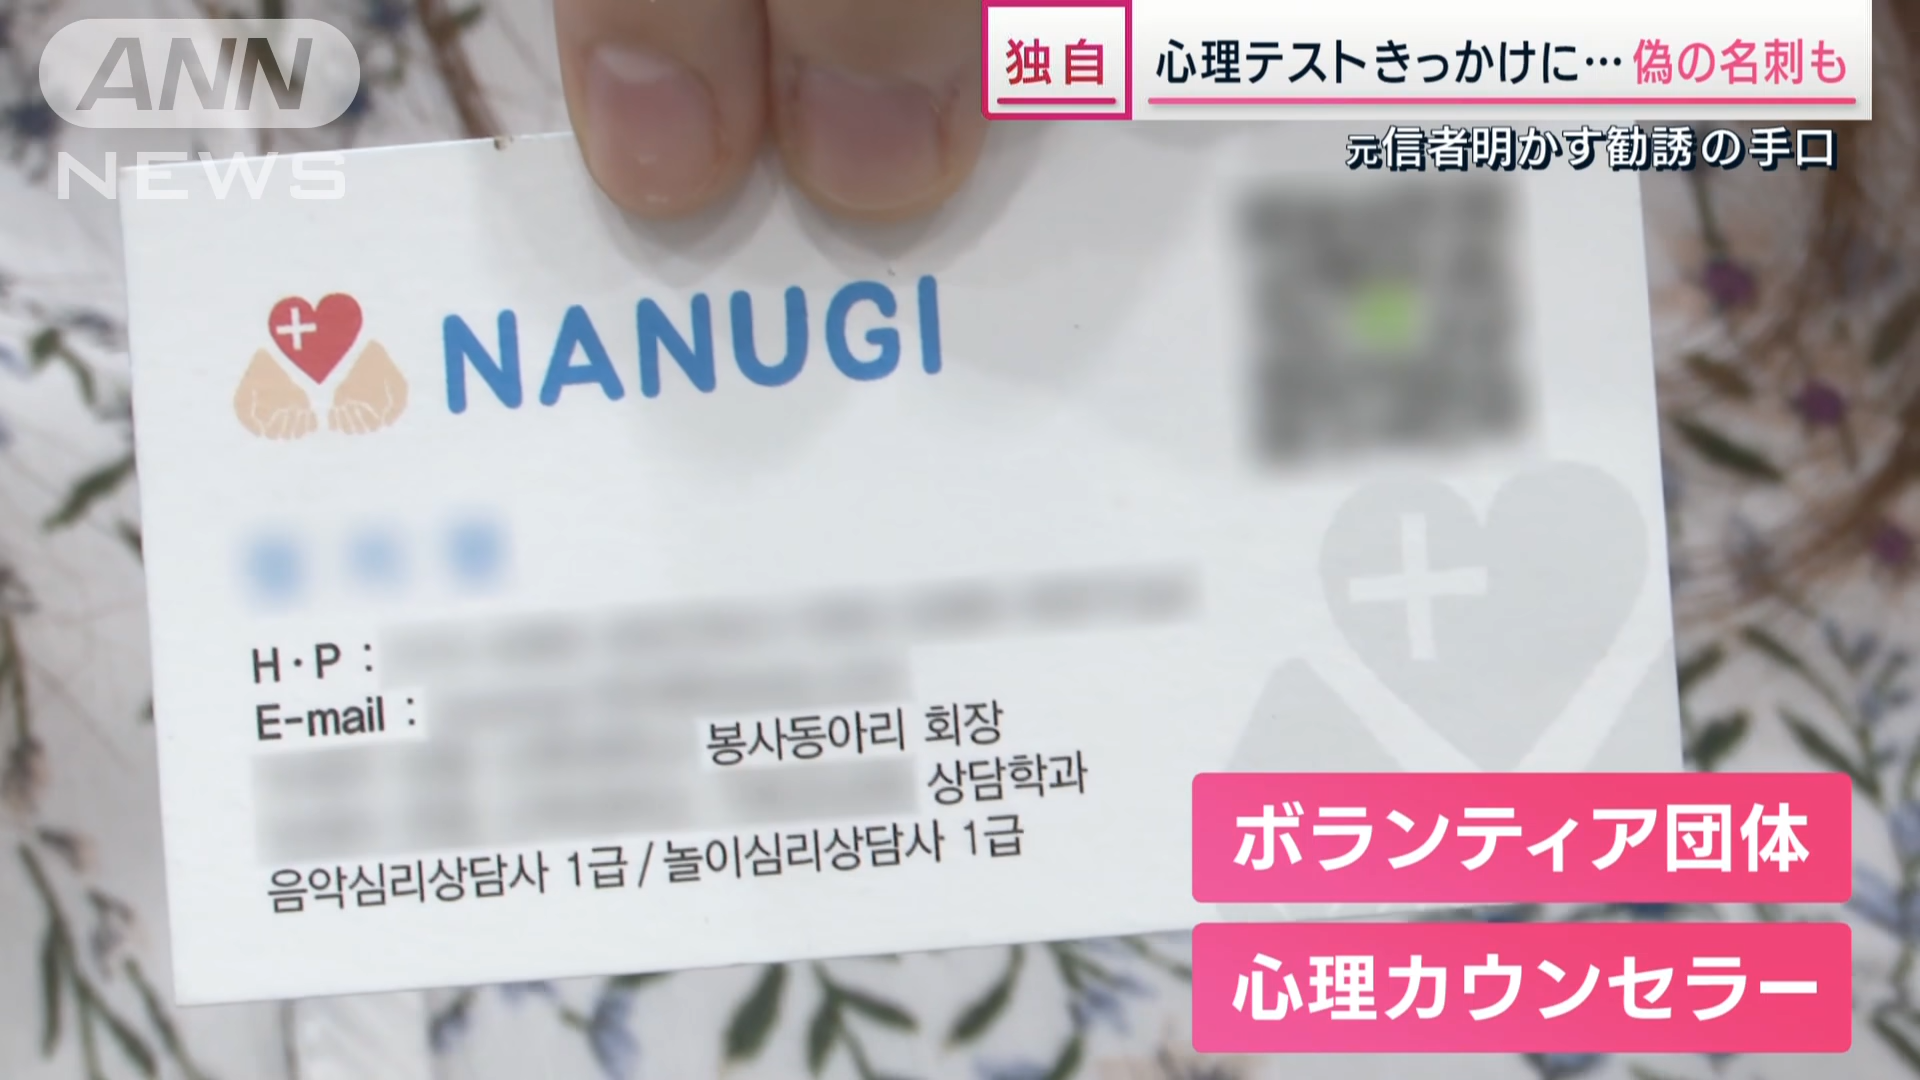 ANN
NEWS
独自
心理テストきっかけに…偽の名刺も
元信者明かす勧誘の手口
NANUGI
H·P :
E-mail :
봉사동아리 회장
상담학과
음악심리상담사 1급 / 놀이심리상담사 1급
ボランティア団体
心理カウンセラー